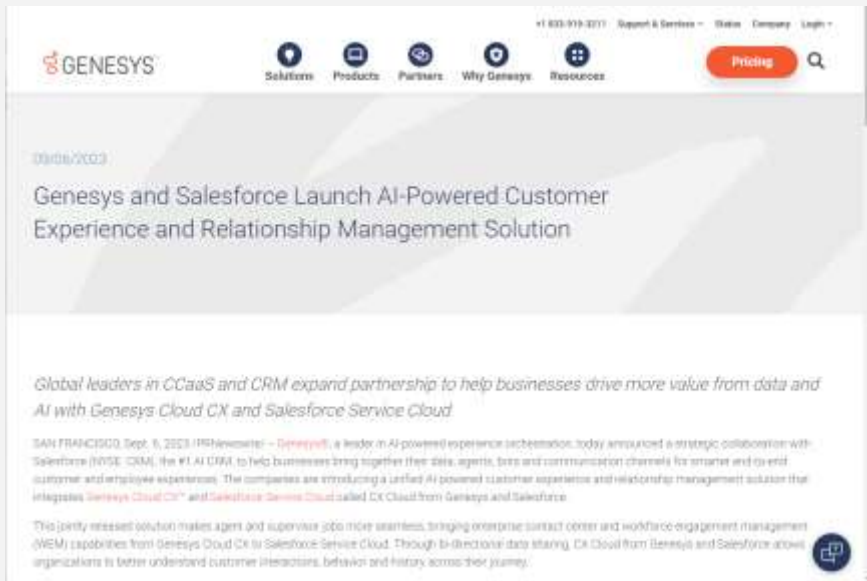 +1 833-919-3211 Support & Services Status Company Login
GENESYS
Solutions Products Partners Why Genesys Resources
Pricing
09/06/2023
Genesys and Salesforce Launch AI-Powered Customer
Experience and Relationship Management Solution
Global leaders in CCaaS and CRM expand partnership to help businesses drive more value from data and
AI with Genesys Cloud CX and Salesforce Service Cloud
SAN FRANCISCO, Sept. 6, 2023 /PRNewswire/ – Genesys®, a leader in AI-powered experience orchestration, today announced a strategic collaboration with
Salesforce (NYSE: CRM), the #1 AI CRM, to help businesses bring together their data, agents, bots and communication channels for smarter end-to-end
customer and employee experiences. The companies are introducing a unified AI-powered customer experience and relationship management solution that
integrates Genesys Cloud CX™ and Salesforce Service Cloud called CX Cloud from Genesys and Salesforce.
This jointly released solution makes agent and supervisor jobs more seamless, bringing enterprise contact center and workforce engagement management
(WEM) capabilities from Genesys Cloud CX to Salesforce Service Cloud. Through bi-directional data sharing, CX Cloud from Genesys and Salesforce allows
organizations to better understand customer interactions, behavior and history across their journey.